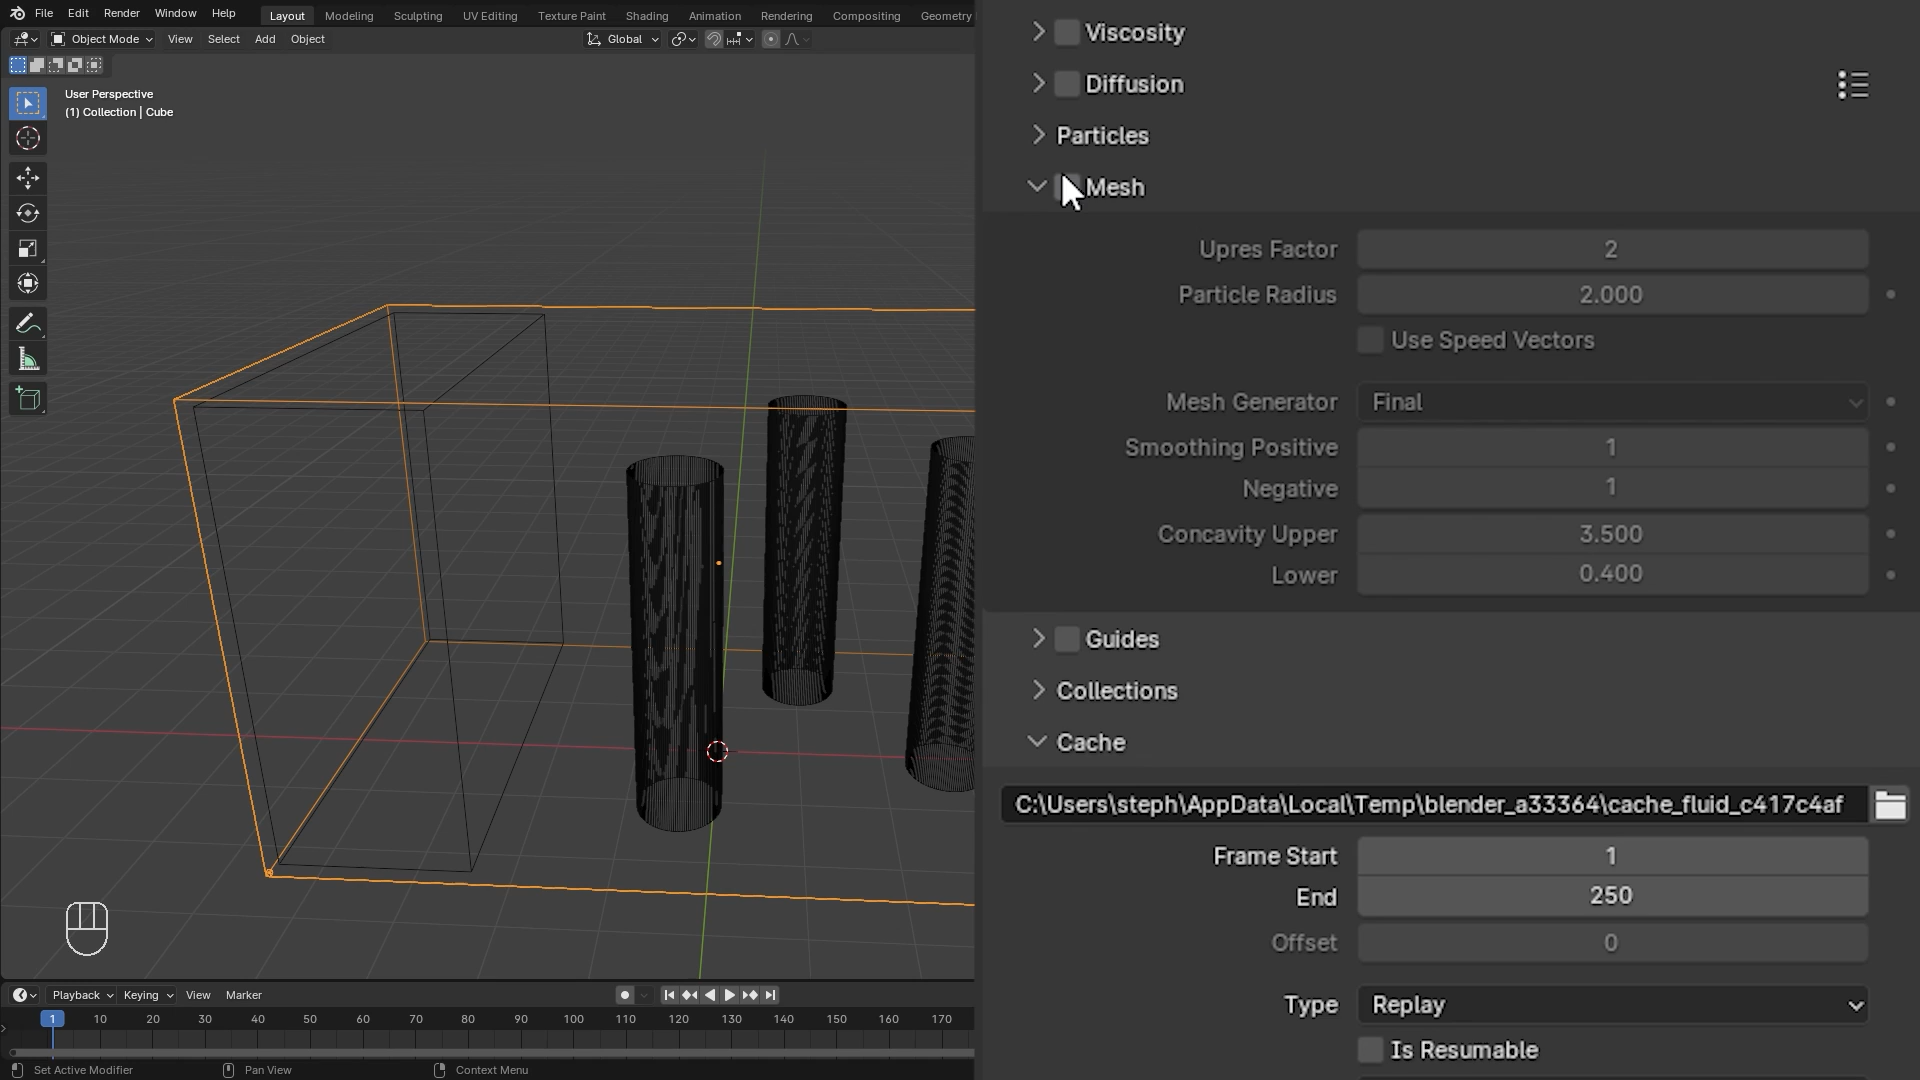 File Edit Render Window Help Layout Modeling Sculpting UV Editing Texture Paint Shading Animation Rendering Compositing Geometry
Object Mode View Select Add Object Global
User Perspective
(1) Collection | Cube
Viscosity
Diffusion
Particles
Mesh
Upres Factor 2
Particle Radius 2.000
Use Speed Vectors
Mesh Generator Final
Smoothing Positive 1
Negative 1
Concavity Upper 3.500
Lower 0.400
Guides
Collections
Cache
C:\Users\steph\AppData\Local\Temp\blender_a33364\cache_fluid_c417c4af
Frame Start 1
End 250
Offset 0
Type Replay
Is Resumable
Playback Keying View Marker
1 10 20 30 40 50 60 70 80 90 100 110 120 130 140 150 160 170
Set Active Modifier Pan View Context Menu